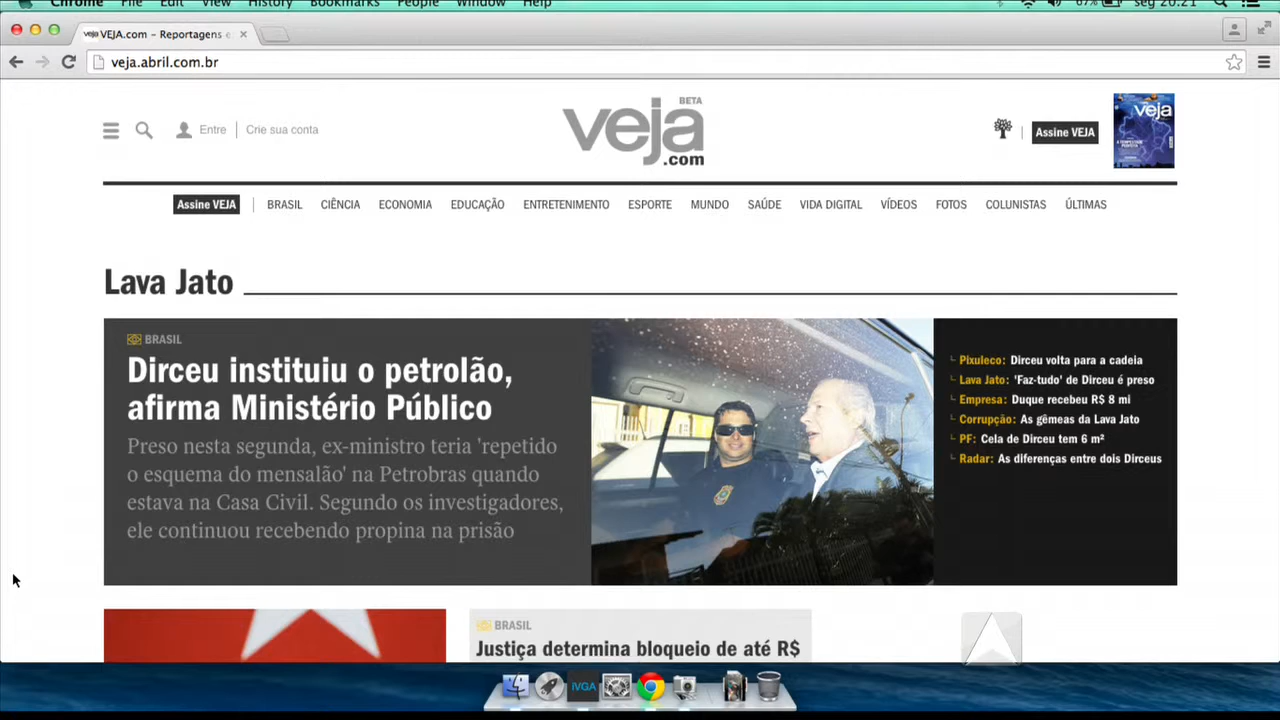 Chrome File Edit View History Bookmarks People Window Help 67% seg 20:21
veja VEJA.com – Reportagens e
veja.abril.com.br
Entre | Crie sua conta
BETA
veja
.com
Assine VEJA
veja
Assine VEJA | BRASIL CIÊNCIA ECONOMIA EDUCAÇÃO ENTRETENIMENTO ESPORTE MUNDO SAÚDE VIDA DIGITAL VÍDEOS FOTOS COLUNISTAS ÚLTIMAS
Lava Jato
BRASIL
Dirceu instituiu o petrolão,
afirma Ministério Público
Preso nesta segunda, ex-ministro teria 'repetido
o esquema do mensalão' na Petrobras quando
estava na Casa Civil. Segundo os investigadores,
ele continuou recebendo propina na prisão
Pixuleco: Dirceu volta para a cadeia
Lava Jato: 'Faz-tudo' de Dirceu é preso
Empresa: Duque recebeu R$ 8 mi
Corrupção: As gêmeas da Lava Jato
PF: Cela de Dirceu tem 6 m²
Radar: As diferenças entre dois Dirceus
BRASIL
Justiça determina bloqueio de até R$
IVGA